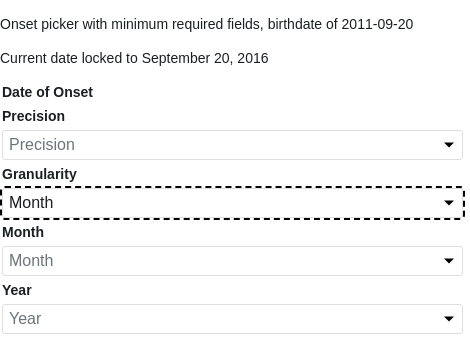 Onset picker with minimum required fields, birthdate of 2011-09-20
Current date locked to September 20, 2016
Date of Onset
Precision
Precision
Granularity
Month
Month
Month
Year
Year